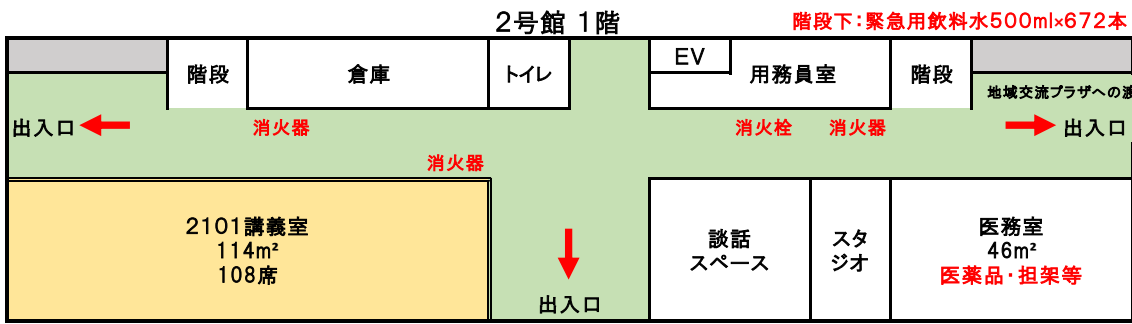 2号館 1階
階段下:緊急用飲料水500ml×672本
階段
倉庫
トイレ
EV
用務員室
階段
地域交流プラザへの渡
出入口
消火器
消火栓
消火器
出入口
消火器
2101講義室
114m²
108席
談話
スペース
スタ
ジオ
医務室
46m²
医薬品・担架等
出入口